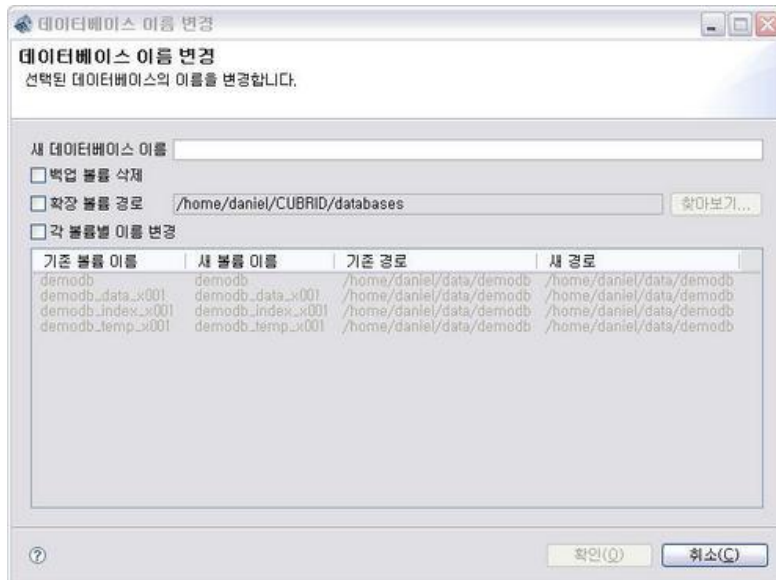 데이터베이스 이름 변경
데이터베이스 이름 변경
선택된 데이터베이스의 이름을 변경합니다.
새 데이터베이스 이름
백업 볼륨 삭제
확장 볼륨 경로 /home/daniel/CUBRID/databases 찾아보기...
각 볼륨별 이름 변경
기존 볼륨 이름 새 볼륨 이름 기존 경로 새 경로
demodb demodb /home/daniel/data/demodb /home/daniel/data/demodb
demodb_data_x001 demodb_data_x001 /home/daniel/data/demodb /home/daniel/data/demodb
demodb_index_x001 demodb_index_x001 /home/daniel/data/demodb /home/daniel/data/demodb
demodb_temp_x001 demodb_temp_x001 /home/daniel/data/demodb /home/daniel/data/demodb
확인(O) 취소(C)